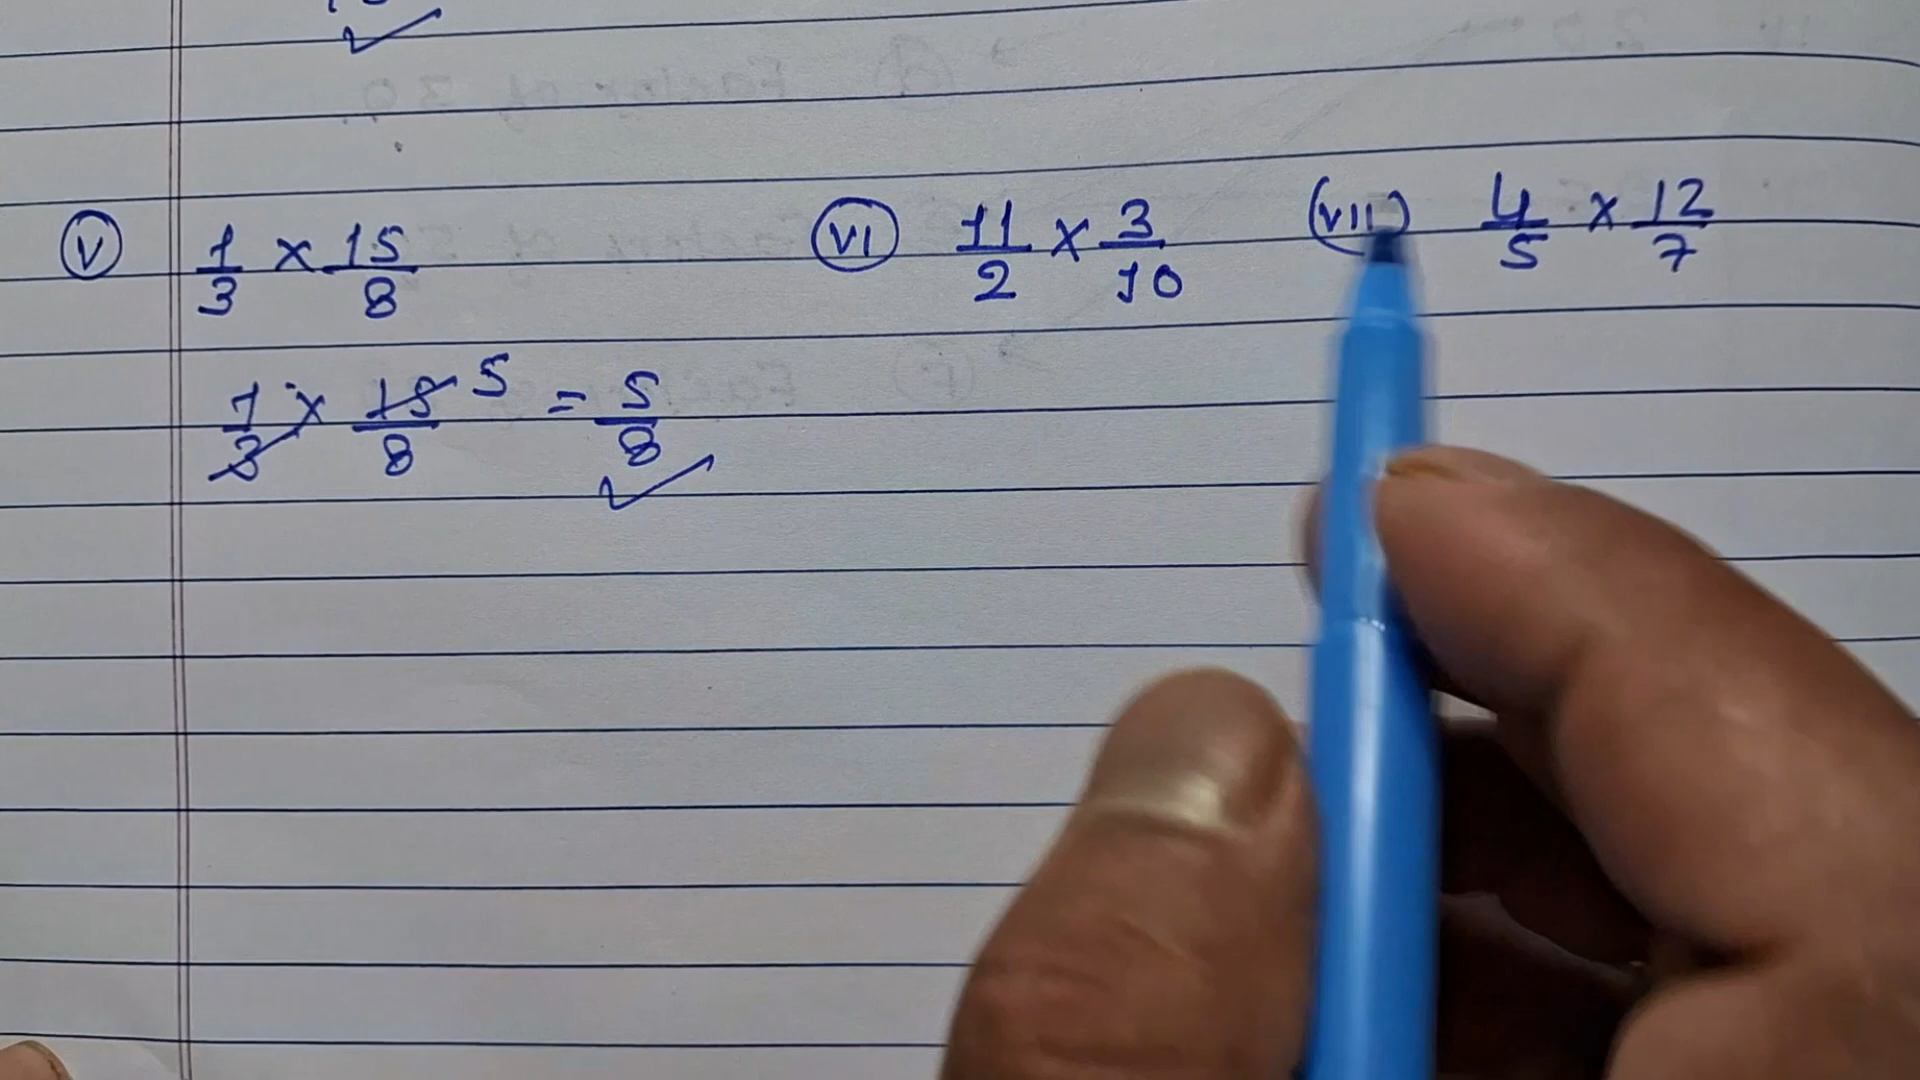 (v) 1/3 × 15/8 (VI) 11/2 × 3/10 (VII) 4/5 × 12/7
1/3 × 15/8 5 = 5/8